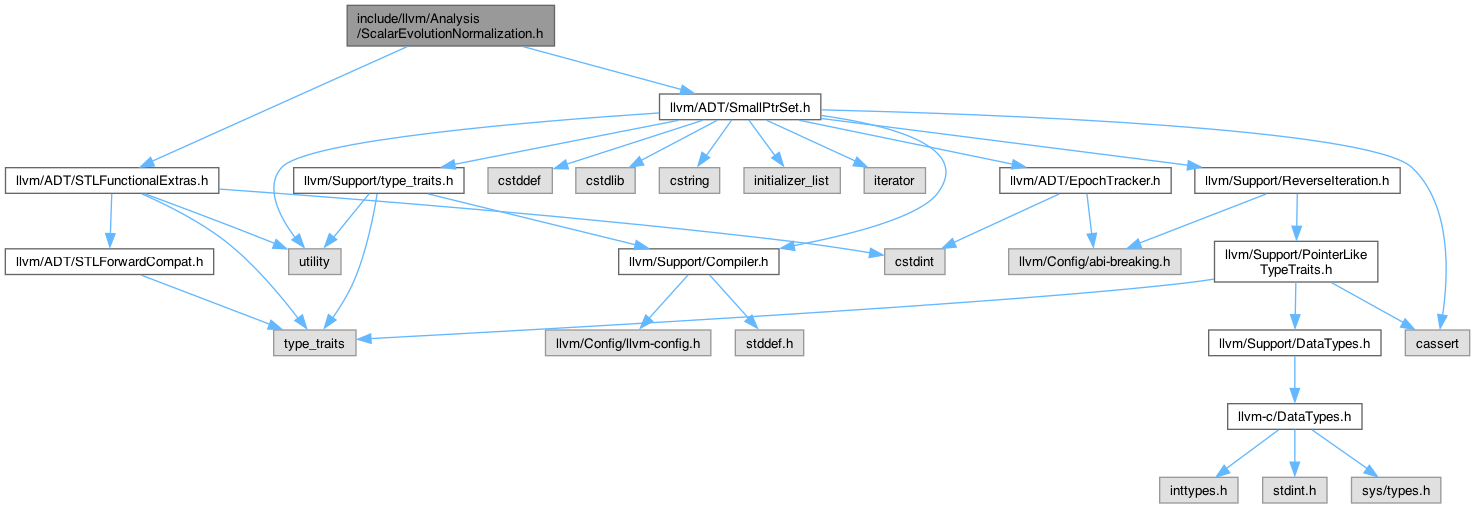 include/llvm/Analysis
/ScalarEvolutionNormalization.h
llvm/ADT/SmallPtrSet.h
llvm/ADT/STLFunctionalExtras.h
llvm/Support/type_traits.h
cstddef
cstdlib
cstring
initializer_list
iterator
llvm/ADT/EpochTracker.h
llvm/Support/ReverseIteration.h
llvm/ADT/STLForwardCompat.h
utility
llvm/Support/Compiler.h
cstdint
llvm/Config/abi-breaking.h
llvm/Support/PointerLike
TypeTraits.h
type_traits
llvm/Config/llvm-config.h
stddef.h
llvm/Support/DataTypes.h
cassert
llvm-c/DataTypes.h
inttypes.h
stdint.h
sys/types.h